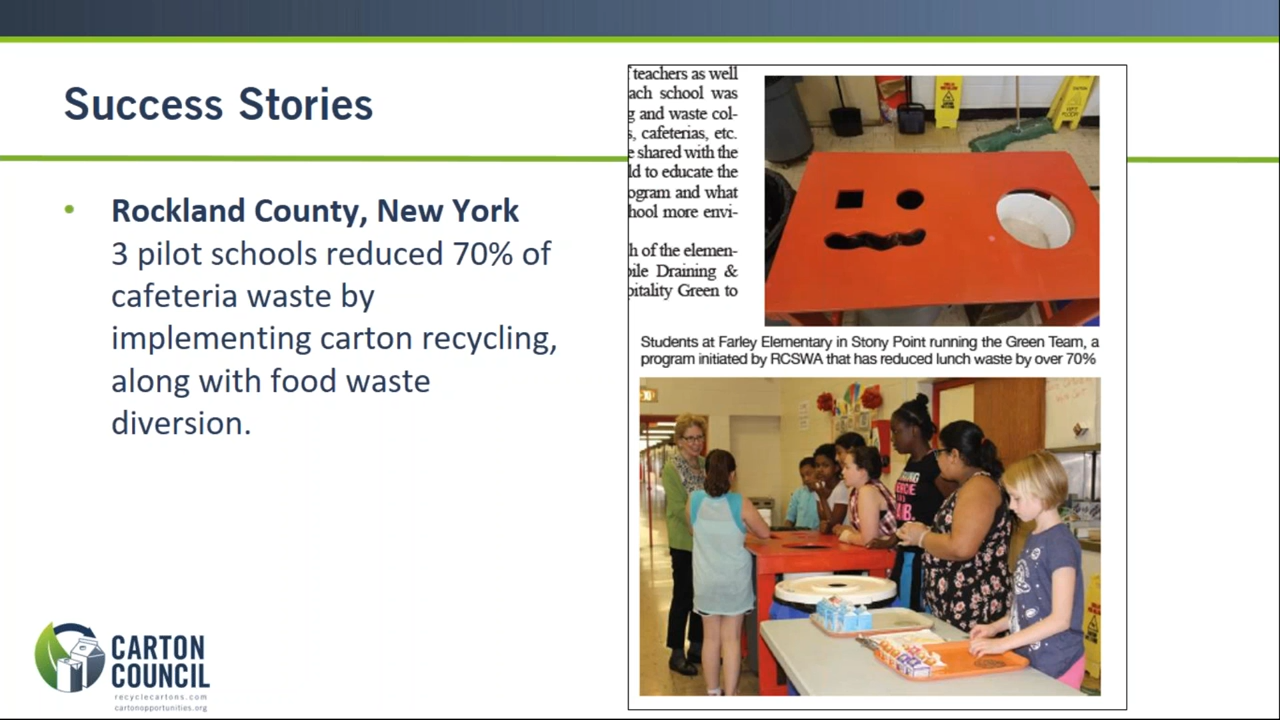 Success Stories
• Rockland County, New York
3 pilot schools reduced 70% of
cafeteria waste by
implementing carton recycling,
along with food waste
diversion.
teachers as well
ach school was
g and waste col-
s, cafeterias, etc.
e shared with the
ld to educate the
ogram and what
hool more envi-
h of the elemen-
ile Draining &
pitality Green to
Students at Farley Elementary in Stony Point running the Green Team, a
program initiated by RCSWA that has reduced lunch waste by over 70%
CARTON
COUNCIL
recyclecartons.com
cartonopportunities.org